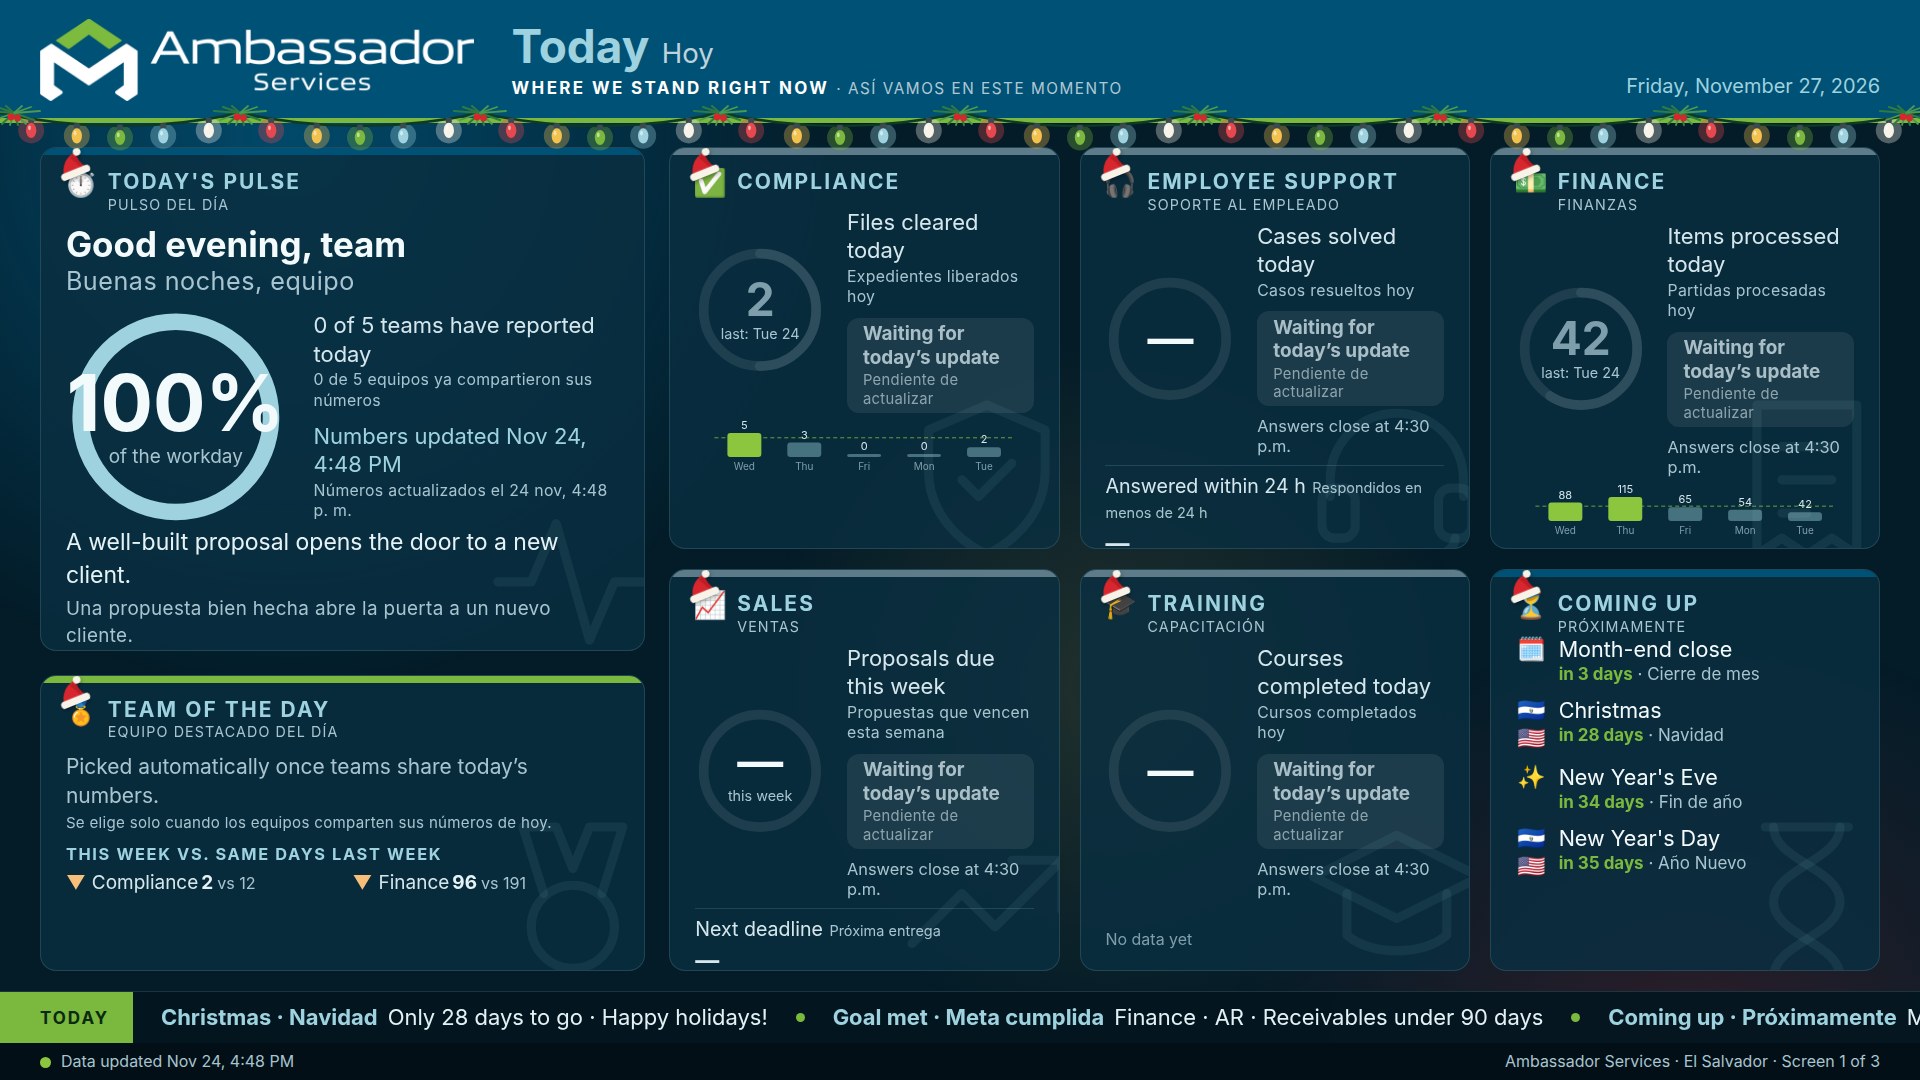 Ambassador
Services
Today Hoy
WHERE WE STAND RIGHT NOW · ASÍ VAMOS EN ESTE MOMENTO
Friday, November 27, 2026
TODAY'S PULSE
PULSO DEL DÍA
Good evening, team
Buenas noches, equipo
100%
of the workday
0 of 5 teams have reported
today
0 de 5 equipos ya compartieron sus
números
Numbers updated Nov 24,
4:48 PM
Números actualizados el 24 nov, 4:48
p. m.
A well-built proposal opens the door to a new
client.
Una propuesta bien hecha abre la puerta a un nuevo
cliente.
TEAM OF THE DAY
EQUIPO DESTACADO DEL DÍA
Picked automatically once teams share today’s
numbers.
Se elige solo cuando los equipos comparten sus números de hoy.
THIS WEEK VS. SAME DAYS LAST WEEK
Compliance 2 vs 12
Finance 96 vs 191
COMPLIANCE
2
last: Tue 24
Files cleared
today
Expedientes liberados
hoy
Waiting for
today’s update
Pendiente de
actualizar
5 3 0 0 2
Wed Thu Fri Mon Tue
EMPLOYEE SUPPORT
SOPORTE AL EMPLEADO
—
Cases solved
today
Casos resueltos hoy
Waiting for
today’s update
Pendiente de
actualizar
Answers close at 4:30
p.m.
Answered within 24 h Respondidos en
menos de 24 h
—
FINANCE
FINANZAS
42
last: Tue 24
Items processed
today
Partidas procesadas
hoy
Waiting for
today’s update
Pendiente de
actualizar
Answers close at 4:30
p.m.
88 115 65 54 42
Wed Thu Fri Mon Tue
SALES
VENTAS
—
this week
Proposals due
this week
Propuestas que vencen
esta semana
Waiting for
today’s update
Pendiente de
actualizar
Answers close at 4:30
p.m.
Next deadline Próxima entrega
—
TRAINING
CAPACITACIÓN
—
Courses
completed today
Cursos completados
hoy
Waiting for
today’s update
Pendiente de
actualizar
Answers close at 4:30
p.m.
No data yet
COMING UP
PRÓXIMAMENTE
Month-end close
in 3 days · Cierre de mes
Christmas
in 28 days · Navidad
New Year's Eve
in 34 days · Fin de año
New Year's Day
in 35 days · Año Nuevo
TODAY
Christmas · Navidad Only 28 days to go · Happy holidays! • Goal met · Meta cumplida Finance · AR · Receivables under 90 days • Coming up · Próximamente M
Data updated Nov 24, 4:48 PM
Ambassador Services · El Salvador · Screen 1 of 3